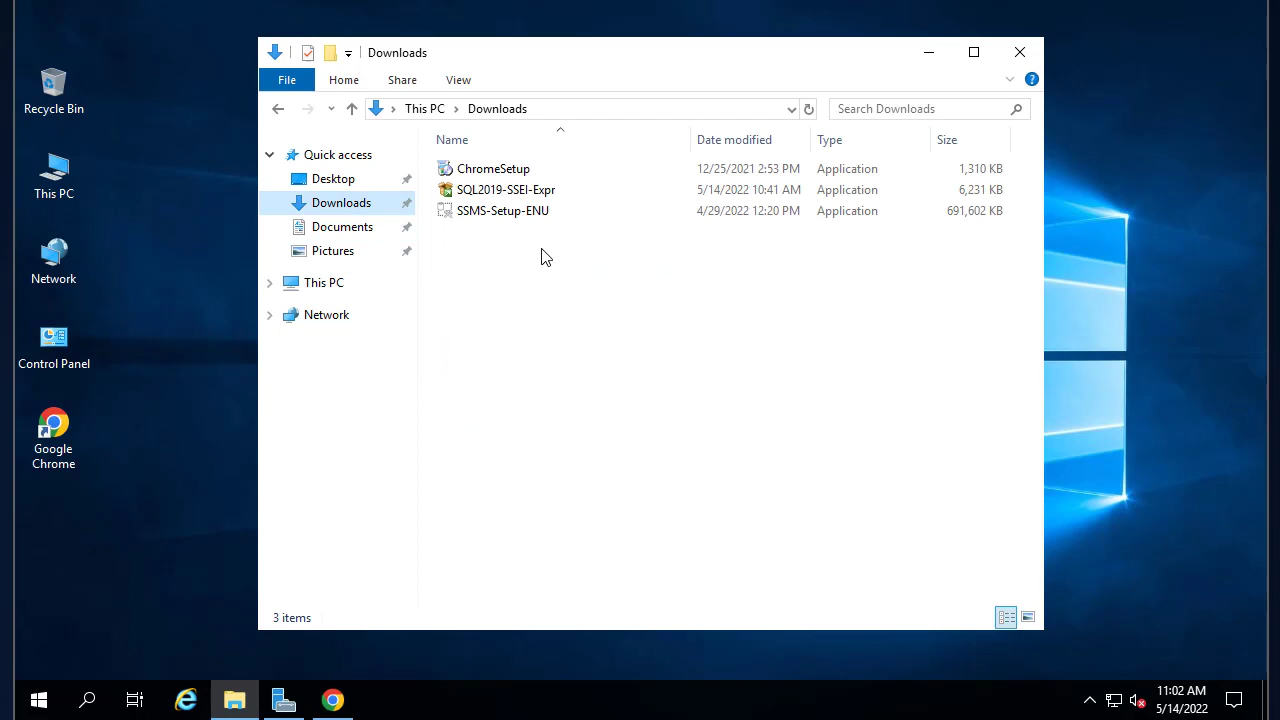 Downloads
File Home Share View
This PC Downloads
Search Downloads
Name Date modified Type Size
Quick access
Desktop
Downloads
Documents
Pictures
This PC
Network
ChromeSetup 12/25/2021 2:53 PM Application 1,310 KB
SQL2019-SSEI-Expr 5/14/2022 10:41 AM Application 6,231 KB
SSMS-Setup-ENU 4/29/2022 12:20 PM Application 691,602 KB
3 items
Recycle Bin
This PC
Network
Control Panel
Google
Chrome
11:02 AM
5/14/2022